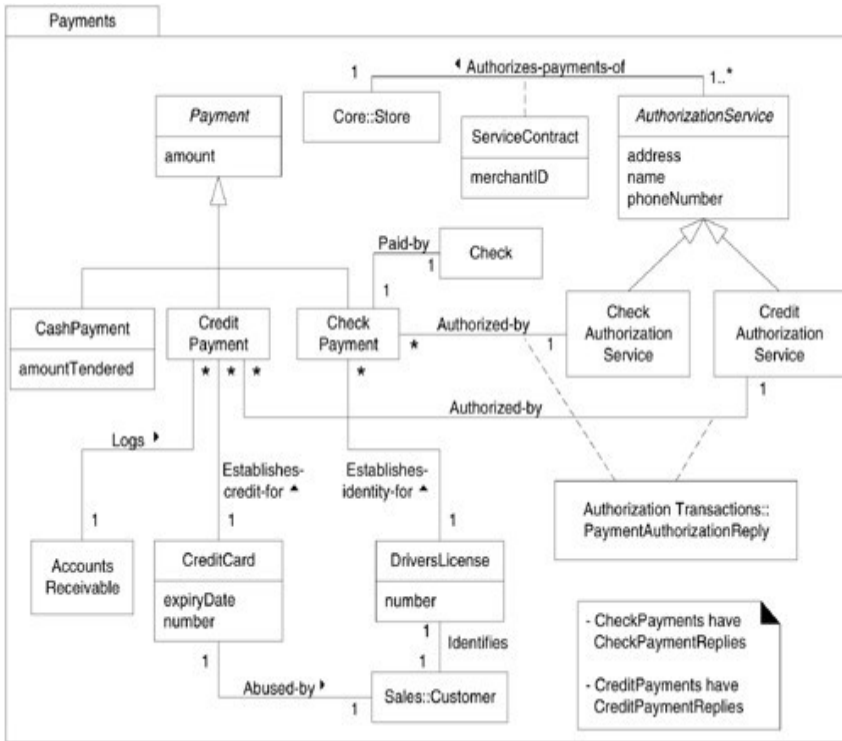 Payments
1
Authorizes-payments-of
1..*
Payment
amount
Core::Store
ServiceContract
merchantID
AuthorizationService
address
name
phoneNumber
Paid-by
1
Check
1
CashPayment
amountTendered
Credit
Payment
Check
Payment
Authorized-by
*
1
Check
Authorization
Service
Credit
Authorization
Service
* * *
*
Authorized-by
1
Logs
Establishes-
credit-for
Establishes-
identity-for
1
1
1
Accounts
Receivable
CreditCard
expiryDate
number
DriversLicense
number
Authorization Transactions::
PaymentAuthorizationReply
1
Identifies
1
1
Abused-by
1
Sales::Customer
- CheckPayments have
CheckPaymentReplies
- CreditPayments have
CreditPaymentReplies